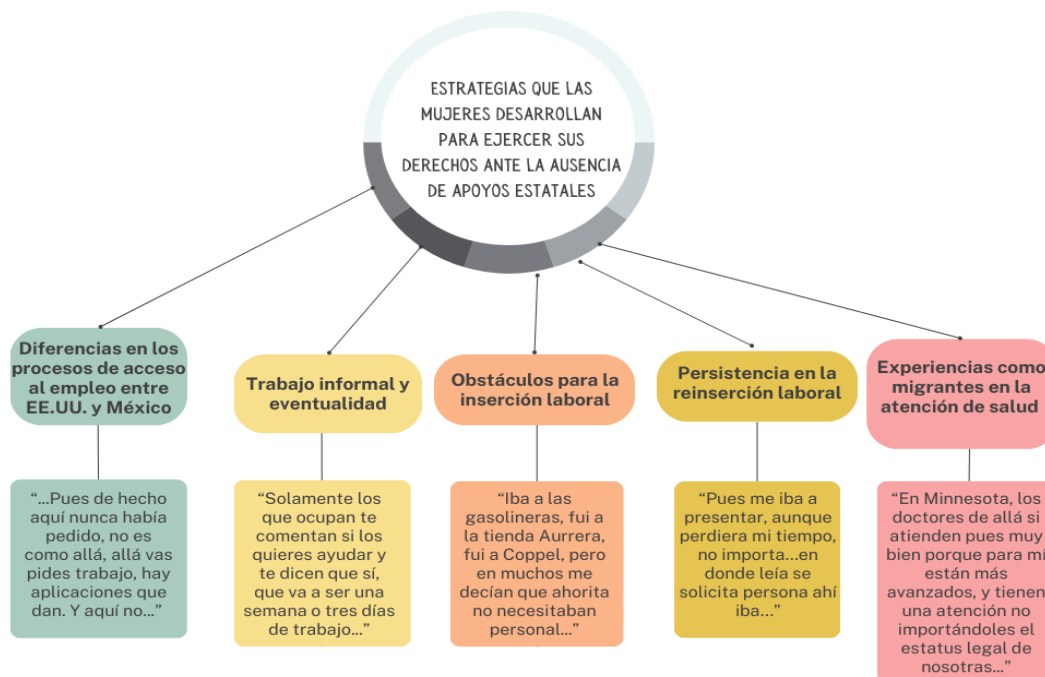 ESTRATEGIAS QUE LAS
MUJERES DESARROLLAN
PARA EJERCER SUS
DERECHOS ANTE LA AUSENCIA
DE APOYOS ESTATALES
Diferencias en los
procesos de acceso
al empleo entre
EE.UU. y México
Trabajo informal y
eventualidad
Obstáculos para la
inserción laboral
Persistencia en la
reinserción laboral
Experiencias como
migrantes en la
atención de salud
“...Pues de hecho
aquí nunca había
pedido, no es
como allá, allá vas
pides trabajo, hay
aplicaciones que
dan. Y aquí no...”
“Solamente los
que ocupan te
comentan si los
quieres ayudar y
te dicen que sí,
que va a ser una
semana o tres días
de trabajo...”
“Iba a las
gasolineras, fui a
la tienda Aurrera,
fui a Coppel, pero
en muchos me
decían que ahorita
no necesitaban
personal...”
“Pues me iba a
presentar, aunque
perdiera mi tiempo,
no importa...en
donde leía se
solicita persona ahí
iba...”
“En Minnesota, los
doctores de allá si
atienden pues muy
bien porque para mí
están más
avanzados, y tienen
una atención no
importándoles el
estatus legal de
nosotras...”